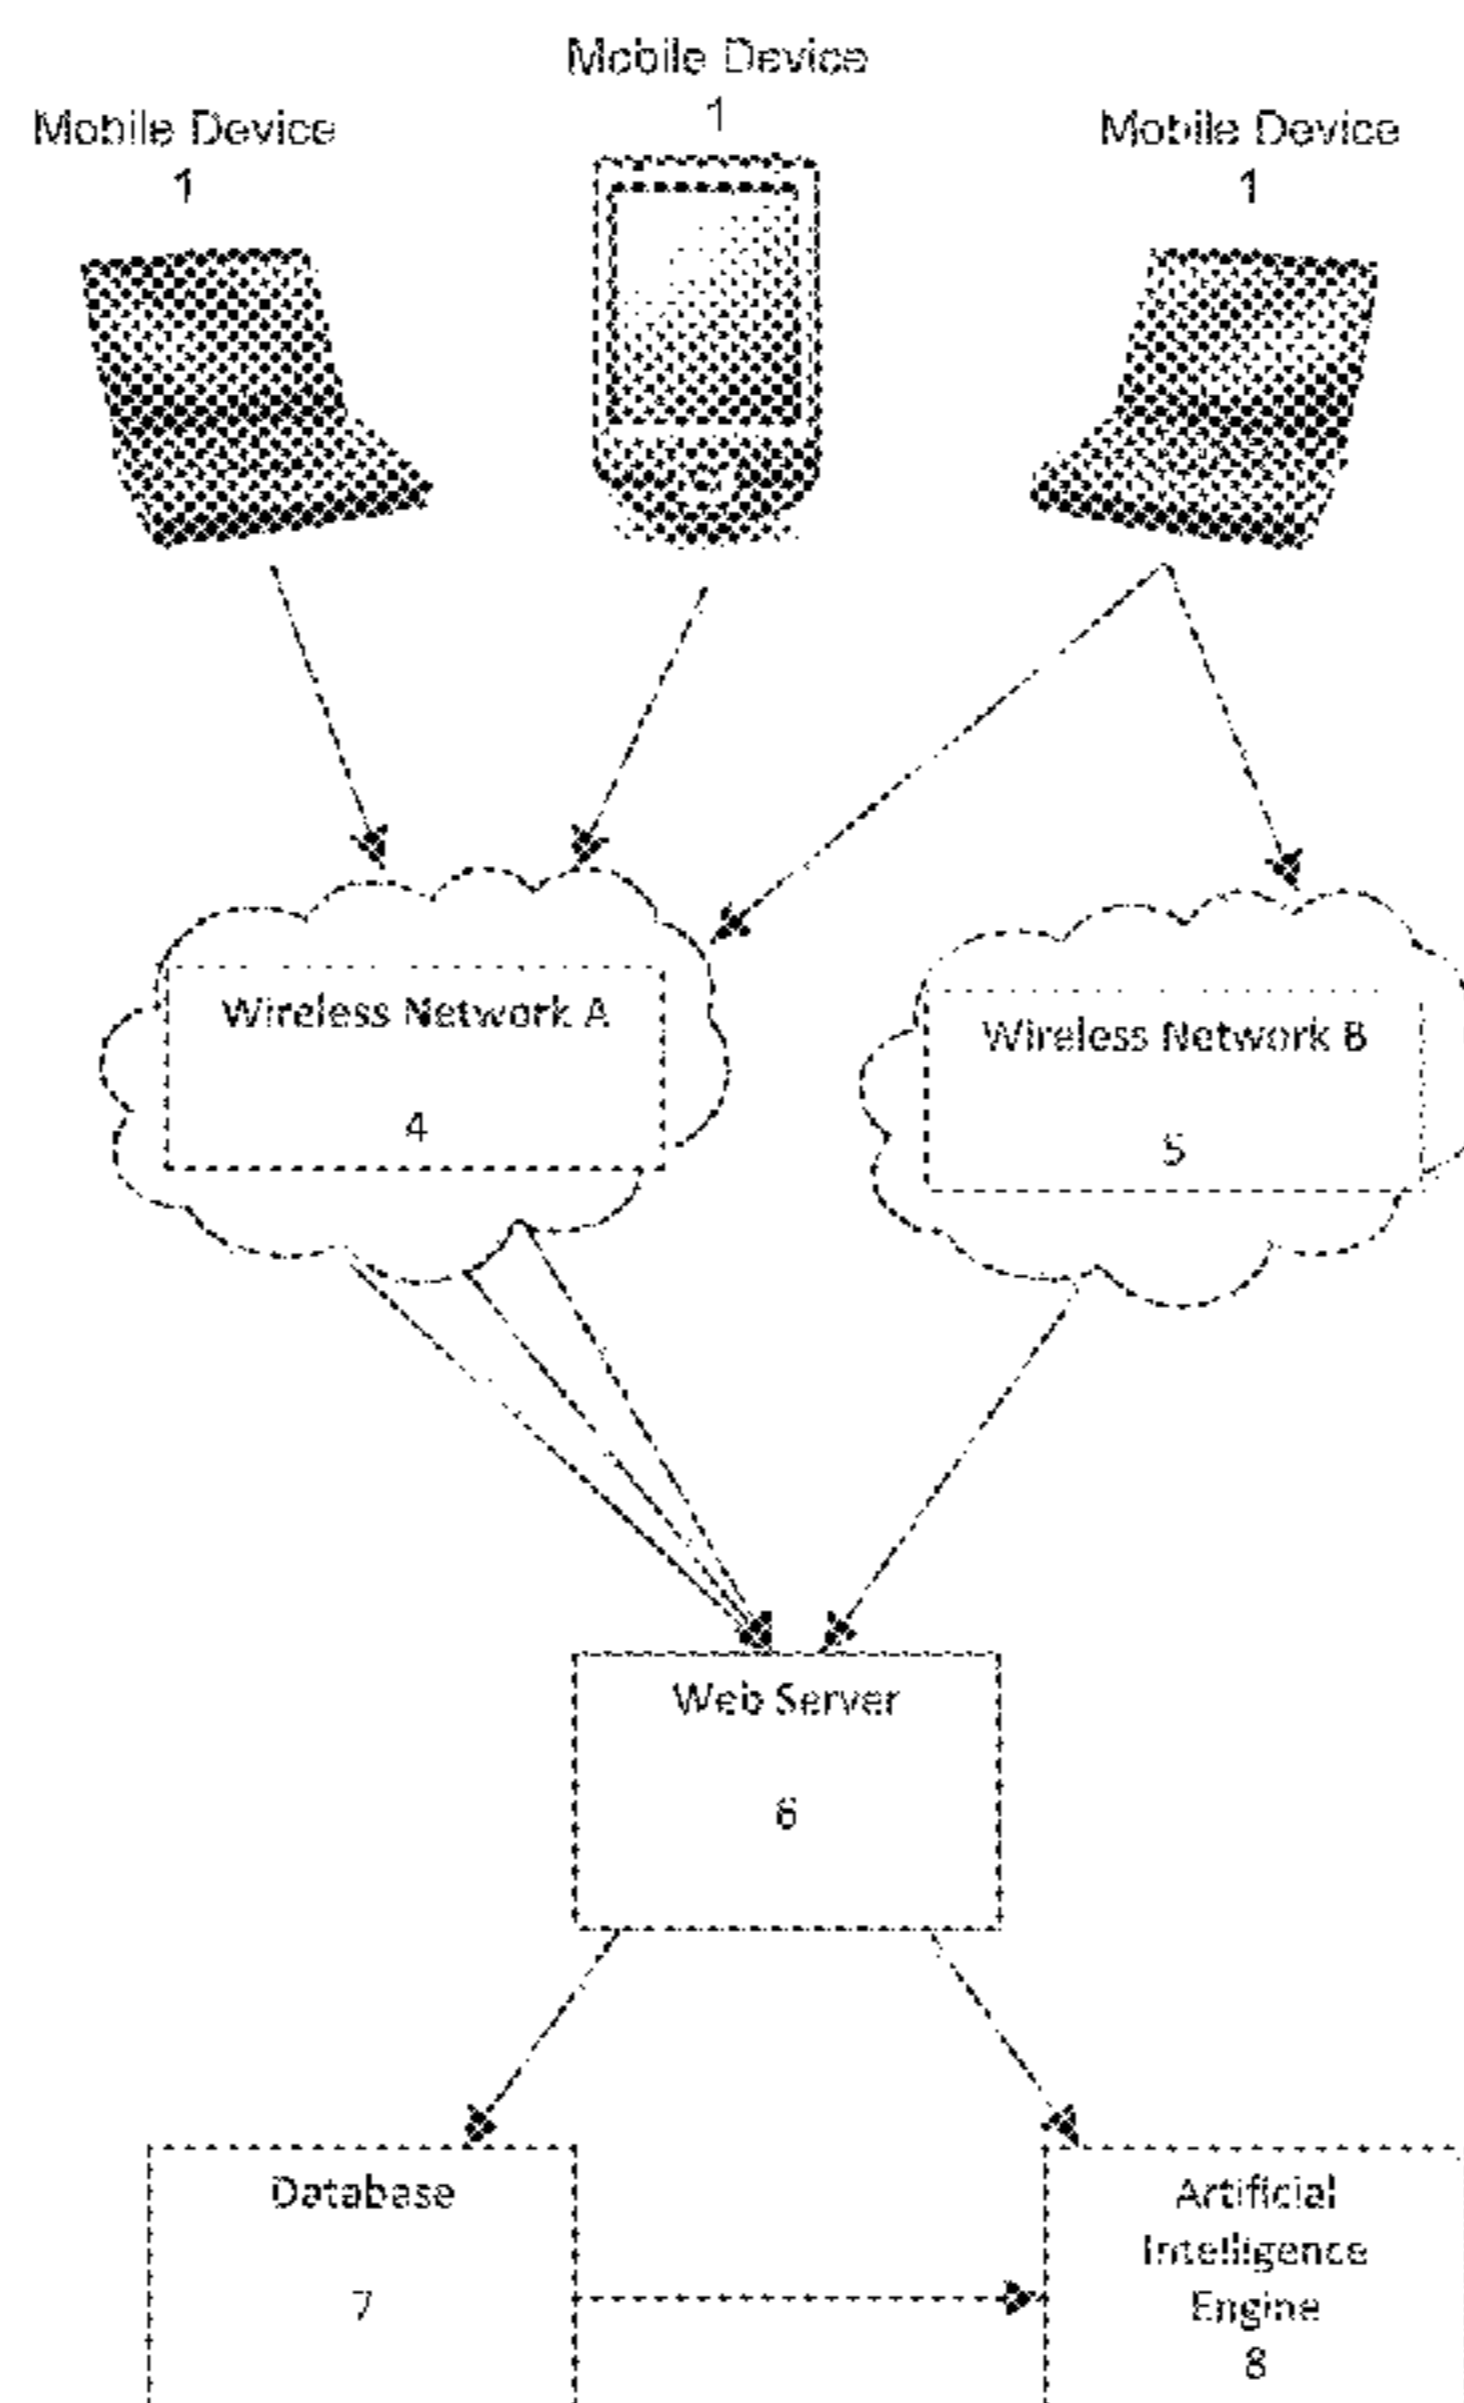 Mobile Device
1
Mobile Device
1
Mobile Device
1
Wireless Network A
4
Wireless Network B
5
Web Server
6
Database
7
Artificial
Intelligence
Engine
8